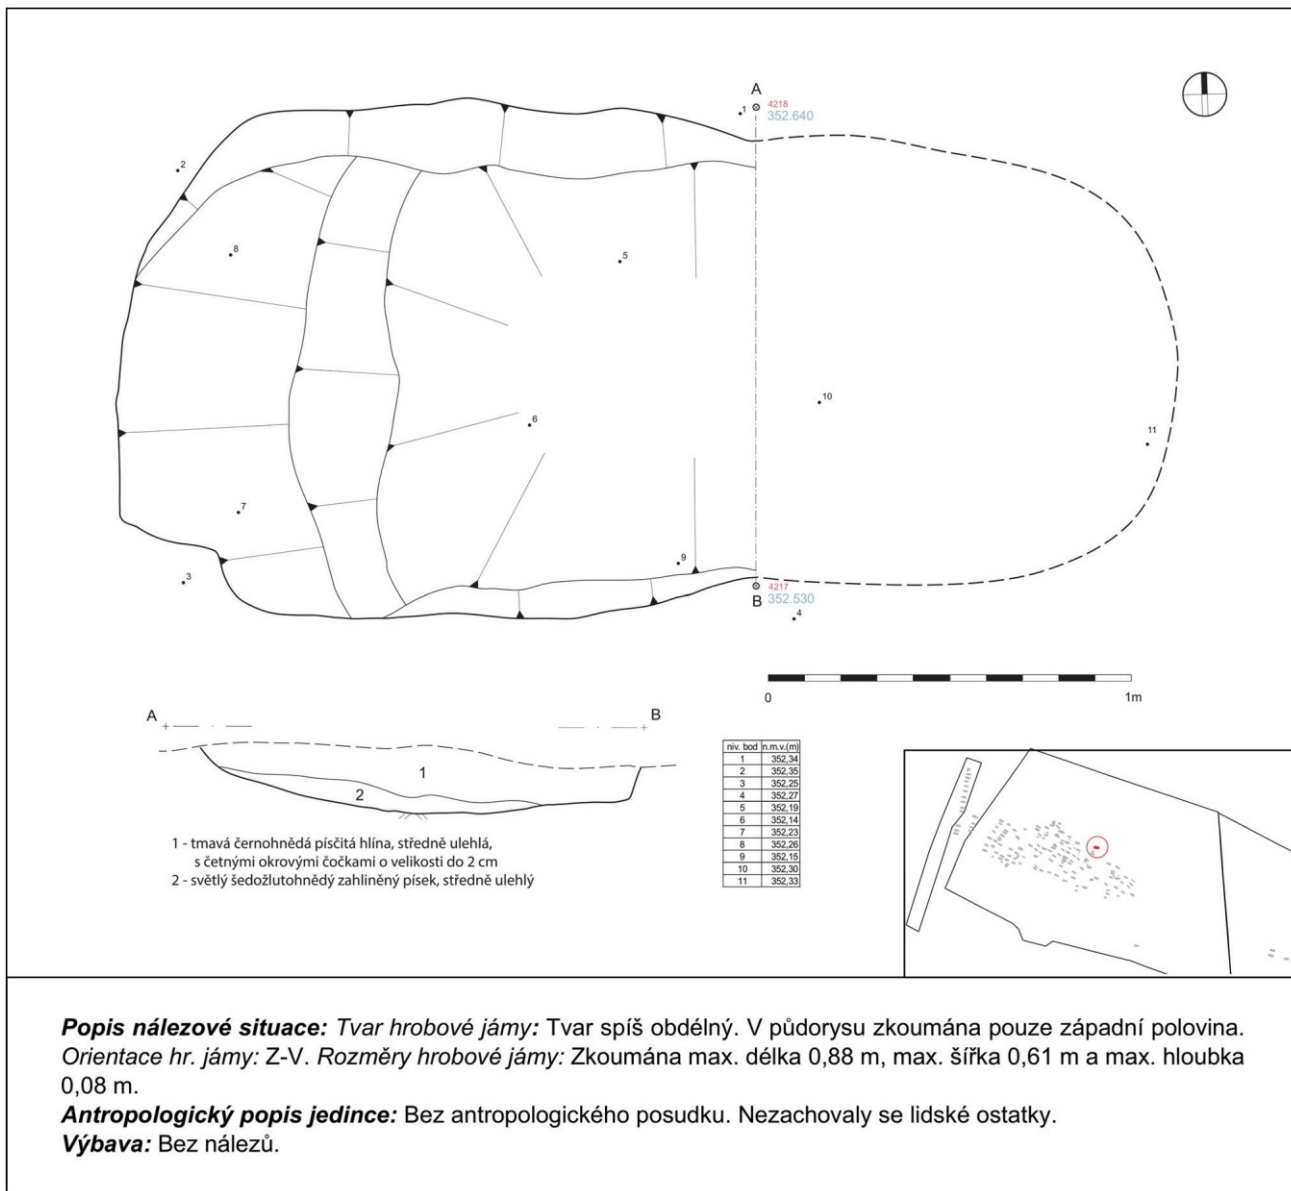 A
4218
352.640
1
2
8
5
10
11
6
7
3
9
4217
B 352.530
4
0 1m
A B
1
2
1 - tmavá černohnědá písčitá hlína, středně ulehlá,
s četnými okrovými čočkami o velikosti do 2 cm
2 - světlý šedožlutohnědý zahliněný písek, středně ulehlý
niv. bod n.m.v.(m)
1 352,34
2 352,35
3 352,25
4 352,27
5 352,19
6 352,14
7 352,23
8 352,26
9 352,15
10 352,30
11 352,33
Popis nálezové situace: Tvar hrobové jámy: Tvar spíš obdélný. V půdorysu zkoumána pouze západní polovina.
Orientace hr. jámy: Z-V. Rozměry hrobové jámy: Zkoumána max. délka 0,88 m, max. šířka 0,61 m a max. hloubka
0,08 m.
Antropologický popis jedince: Bez antropologického posudku. Nezachovaly se lidské ostatky.
Výbava: Bez nálezů.